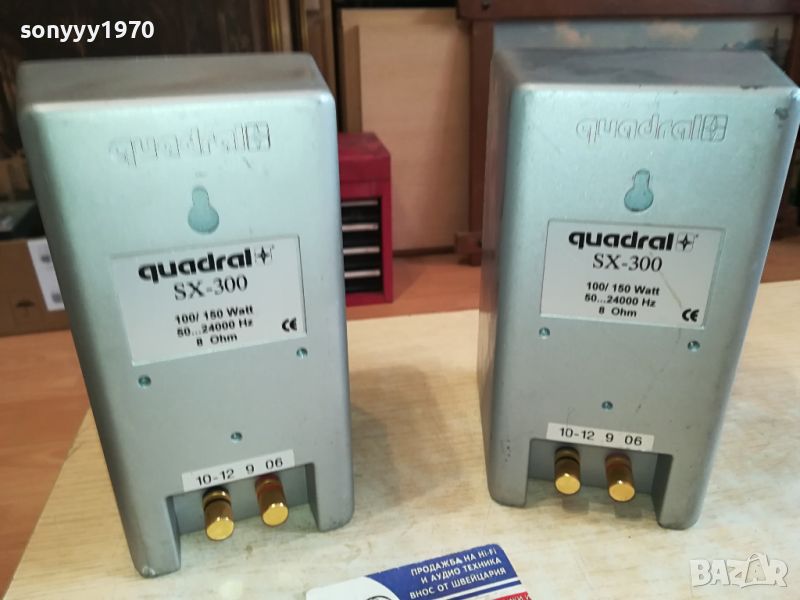 sonyyy1970
quadral
quadral
SX-300
100/ 150 Watt
50...24000 Hz
8 Ohm
CE
10-12 9 06
quadral
quadral
SX-300
100/ 150 Watt
50...24000 Hz
8 Ohm
CE
10-12 9 06
ПРОДАЖБА НА HI-FI
И АУДИО ТЕХНИКА
ВНОС ОТ ШВЕЙЦАРИЯ
BAZAR